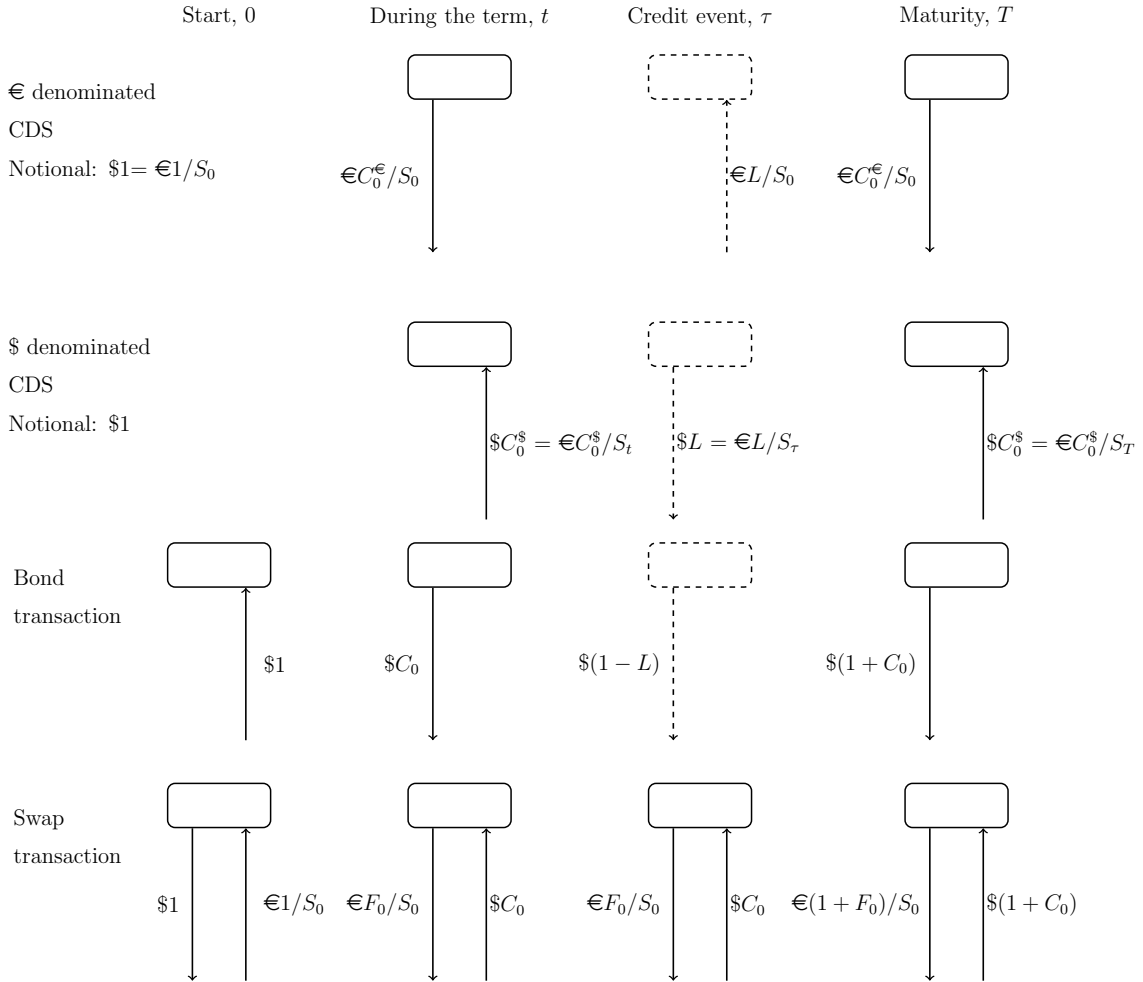 Start, 0
During the term, t
Credit event, τ
Maturity, T
€ denominated
CDS
Notional: $1= €1/S₀
€C₀^€/S₀
€L/S₀
€C₀^€/S₀
$ denominated
CDS
Notional: $1
$C₀^$ = €C₀^$/Sₜ
$L = €L/S_τ
$C₀^$ = €C₀^$/S_T
Bond
transaction
$1
$C₀
$(1 − L)
$(1 + C₀)
Swap
transaction
$1
€1/S₀
€F₀/S₀
$C₀
€F₀/S₀
$C₀
€(1 + F₀)/S₀
$(1 + C₀)